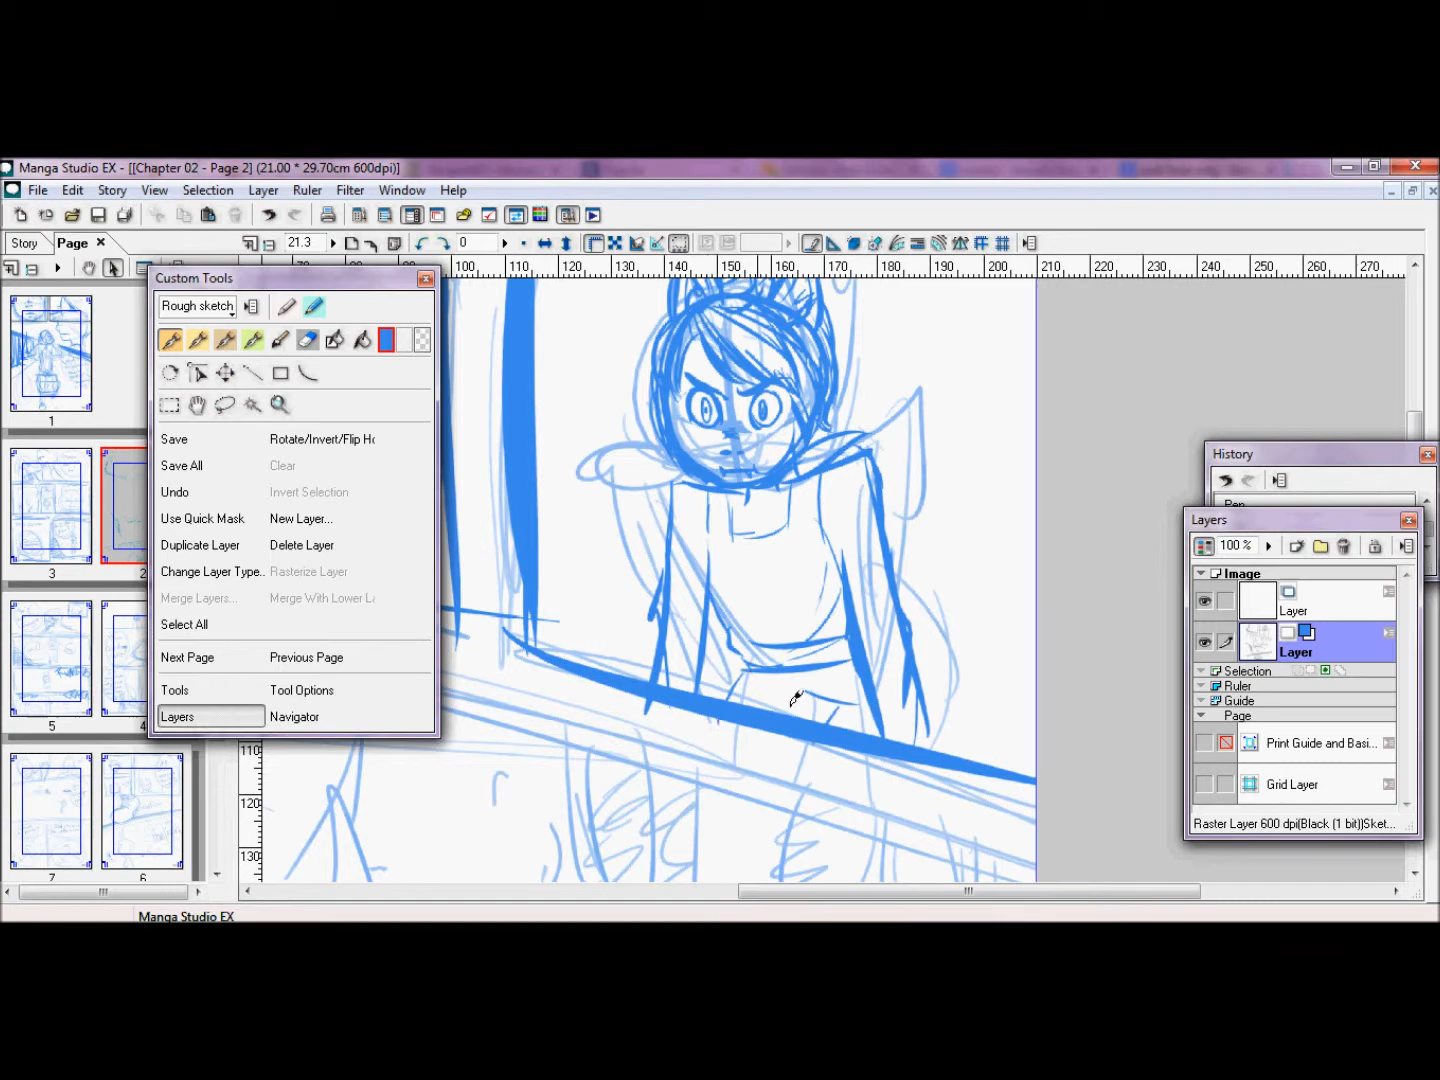 Manga Studio EX - [[Chapter 02 - Page 2] (21.00 * 29.70cm 600dpi)]
File Edit Story View Selection Layer Ruler Filter Window Help
Story Page 21.3 0
100 110 120 130 140 150 160 170 180 190 200 210 220 230 240 250 260 270
Custom Tools
Rough sketch
Save Rotate/Invert/Flip Ho
Save All Clear
Undo Invert Selection
Use Quick Mask New Layer...
Duplicate Layer Delete Layer
Change Layer Type.. Rasterize Layer
Merge Layers... Merge With Lower La
Select All
Next Page Previous Page
Tools Tool Options
Layers Navigator
1
3 2
5 4
7 6
110
120
130
History
Pen
Layers
100 %
Image
Layer
Layer
Selection
Ruler
Guide
Page
Print Guide and Basi...
Grid Layer
Raster Layer 600 dpi(Black (1 bit))Sket...
Manga Studio EX